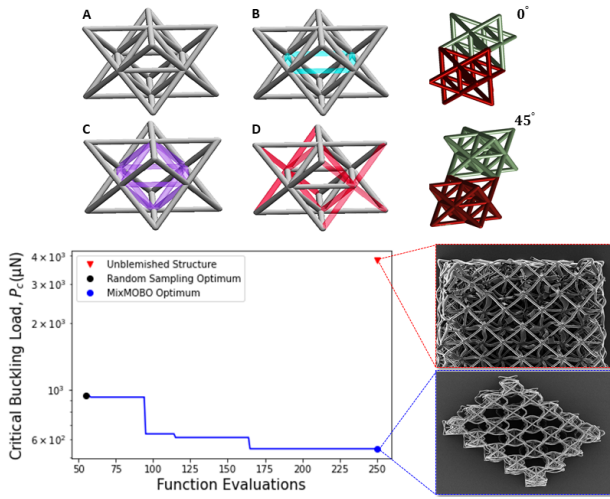 A
B
0°
C
D
45°
Critical Buckling Load, P_c(μN)
4 × 10³
3 × 10³
2 × 10³
10³
6 × 10²
Unblemished Structure
Random Sampling Optimum
MixMOBO Optimum
50 75 100 125 150 175 200 225 250
Function Evaluations